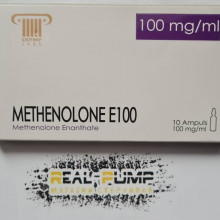 100 mg/ml
METHENOLONE E100
Methenolone Enanthate
10 Ampuls
100 mg/ml
REAL-PUMP